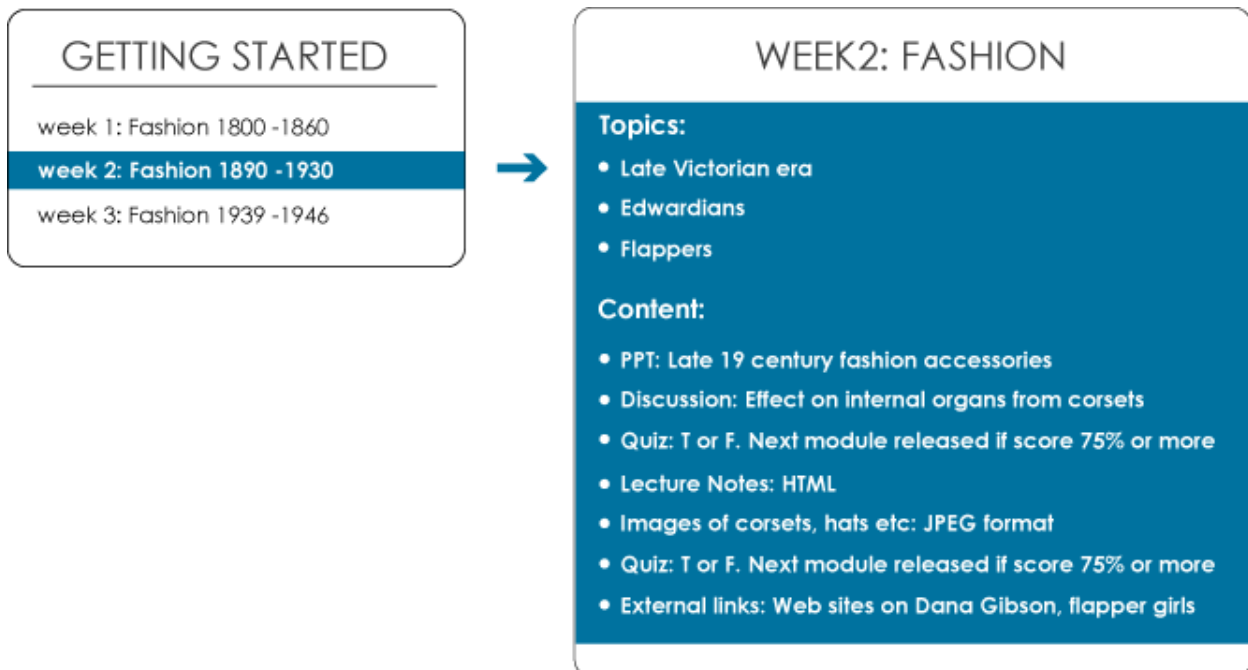 GETTING STARTED
week 1: Fashion 1800 -1860
week 2: Fashion 1890 -1930
week 3: Fashion 1939 -1946
WEEK2: FASHION
Topics:
• Late Victorian era
• Edwardians
• Flappers
Content:
• PPT: Late 19 century fashion accessories
• Discussion: Effect on internal organs from corsets
• Quiz: T or F. Next module released if score 75% or more
• Lecture Notes: HTML
• Images of corsets, hats etc: JPEG format
• Quiz: T or F. Next module released if score 75% or more
• External links: Web sites on Dana Gibson, flapper girls